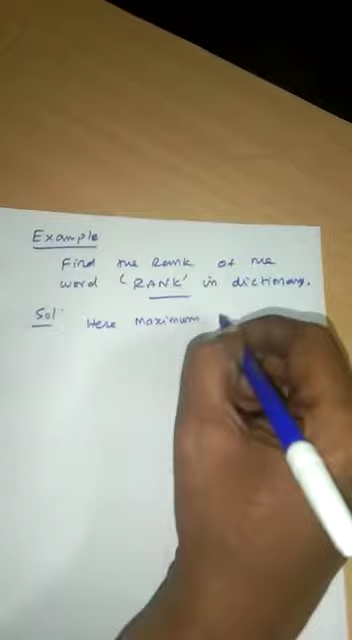 Example
Find the Rank of the
word 'RANK' in dictionary.
Sol
Here maximum